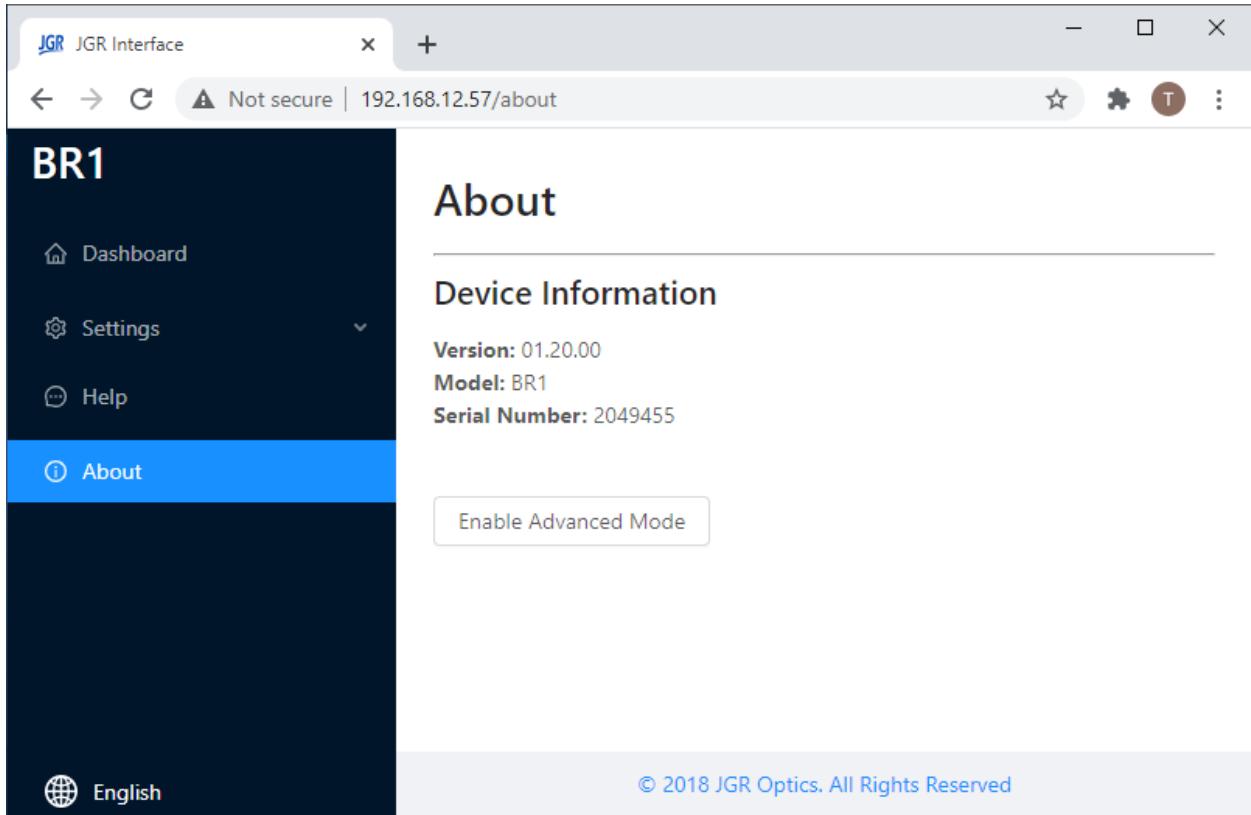 JGR JGR Interface
Not secure | 192.168.12.57/about
T
BR1
Dashboard
Settings
Help
About
English
About
Device Information
Version: 01.20.00
Model: BR1
Serial Number: 2049455
Enable Advanced Mode
© 2018 JGR Optics. All Rights Reserved